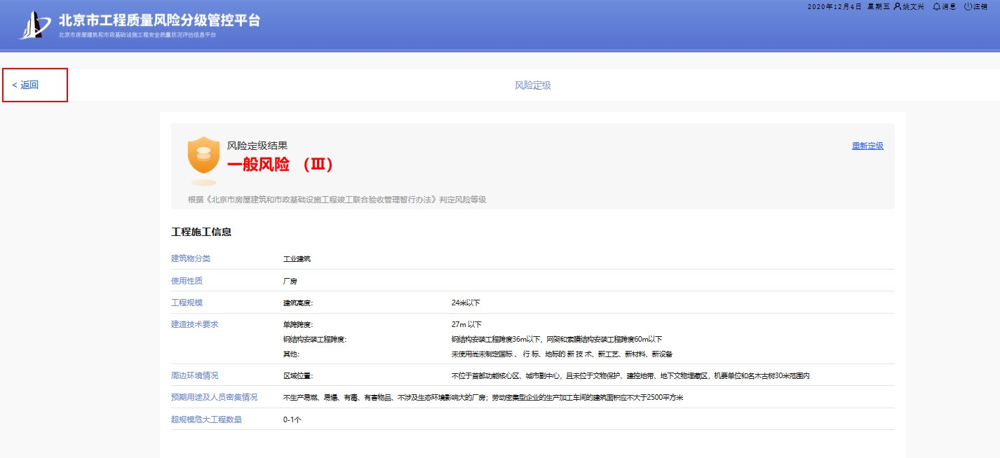 北京市工程质量风险分级管控平台
北京市房屋建筑和市政基础设施工程安全质量状况评估信息平台
2020年12月4日 星期五 姚文兴 消息 注销
< 返回
风险定级
风险定级结果
重新定级
一般风险 (Ⅲ)
根据《北京市房屋建筑和市政基础设施工程竣工联合验收管理暂行办法》判定风险等级
工程施工信息
建筑物分类 工业建筑
使用性质 厂房
工程规模 建筑高度: 24米以下
建造技术要求 单跨跨度: 27m 以下
钢结构安装工程跨度: 钢结构安装工程跨度36m以下，网架和索膜结构安装工程跨度60m以下
其他: 未使用尚未制定国标 、 行 标、地标的 新 技 术、新工艺、新材料、新设备
周边环境情况 区域位置: 不位于首都功能核心区、城市副中心，且未位于文物保护、建控地带、地下文物埋藏区，机要单位和名木古树30米范围内
预期用途及人员密集情况 不生产易燃、易爆、有毒、有害物品、不涉及生态环境影响大的厂房；劳动密集型企业的生产加工车间的建筑面积应不大于2500平方米
超规模危大工程数量 0-1个